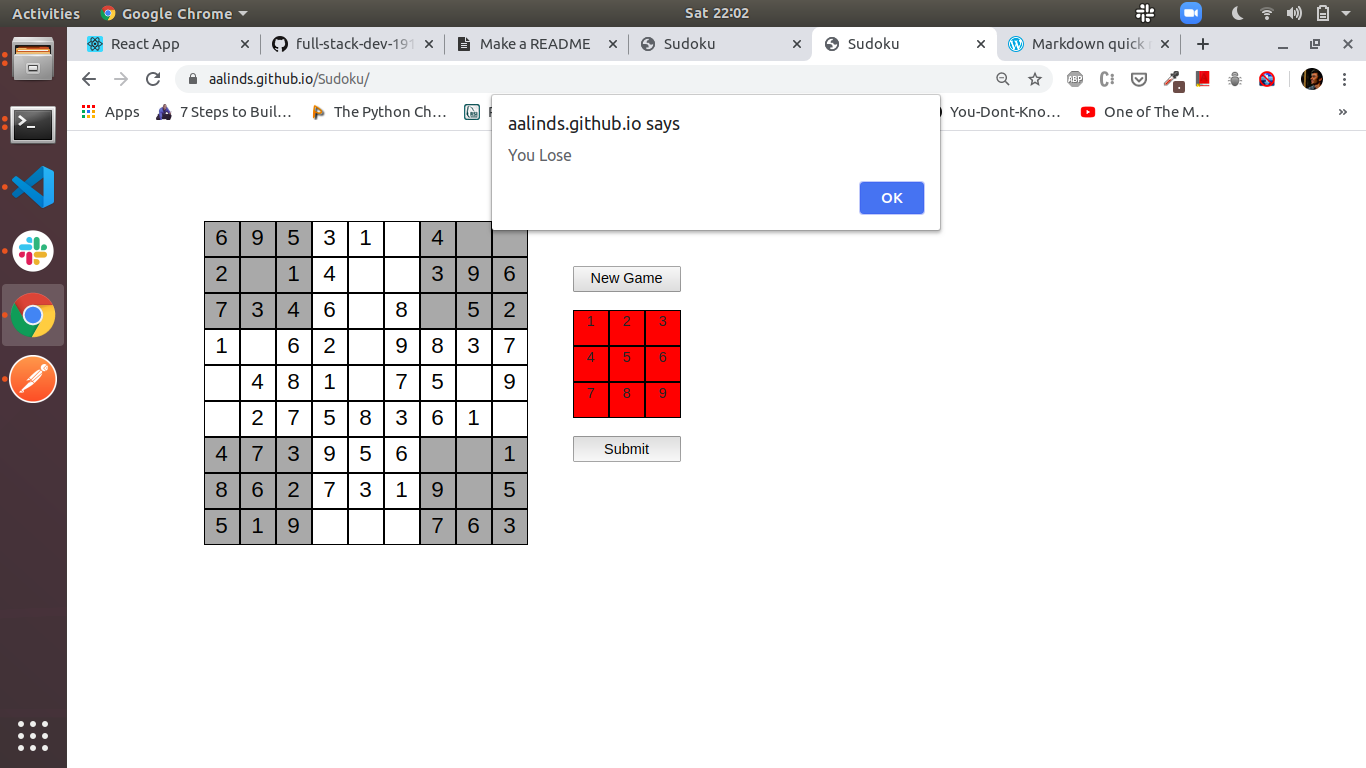 Activities Google Chrome Sat 22:02
React App full-stack-dev-191 Make a README Sudoku Sudoku Markdown quick
aalinds.github.io/Sudoku/
Apps 7 Steps to Buil… The Python Ch… You-Dont-Kno… One of The M… »
aalinds.github.io says
You Lose
OK
6 9 5 3 1 4
2 1 4 3 9 6
7 3 4 6 8 5 2
1 6 2 9 8 3 7
4 8 1 7 5 9
2 7 5 8 3 6 1
4 7 3 9 5 6 1
8 6 2 7 3 1 9 5
5 1 9 7 6 3
New Game
1 2 3
4 5 6
7 8 9
Submit